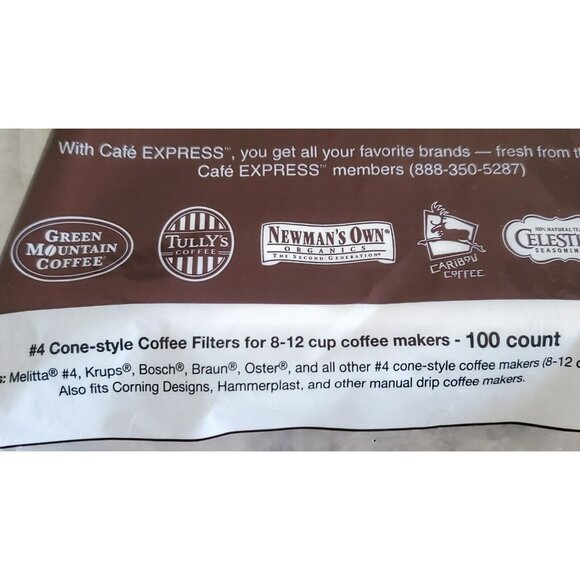 With Café EXPRESS™, you get all your favorite brands — fresh from
Café EXPRESS™ members (888-350-5287)
GREEN
MOUNTAIN
COFFEE®
TULLY'S
COFFEE
NEWMAN'S OWN®
ORGANICS
THE SECOND GENERATION®
CARIBOU
COFFEE
100% NATURAL
CELESTI
SEASONIN
#4 Cone-style Coffee Filters for 8-12 cup coffee makers - 100 count
s: Melitta® #4, Krups®, Bosch®, Braun®, Oster®, and all other #4 cone-style coffee makers (8-12 c
Also fits Corning Designs, Hammerplast, and other manual drip coffee makers.